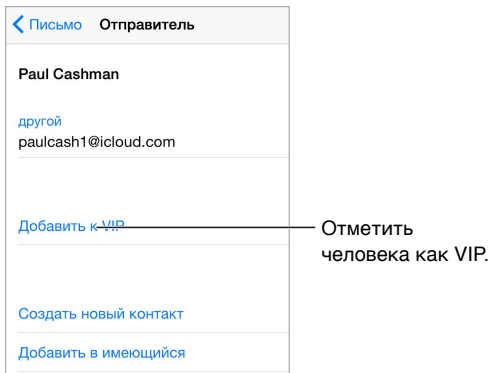 Письмо Отправитель
Paul Cashman
другой
paulcash1@icloud.com
Добавить к VIP
Отметить
человека как VIP.
Создать новый контакт
Добавить в имеющийся